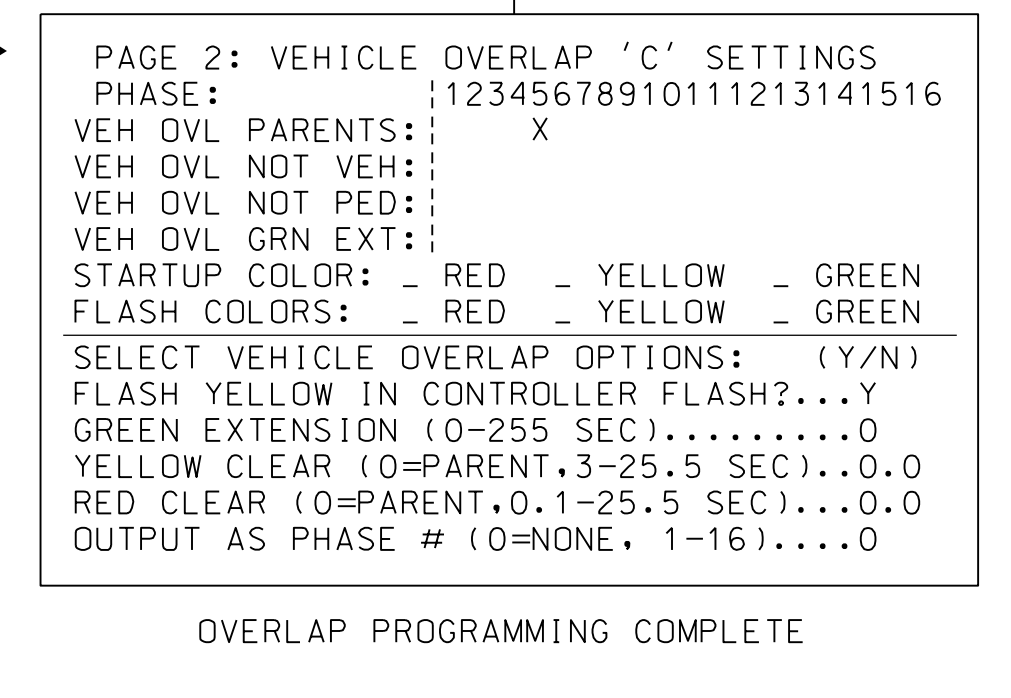 PAGE 2: VEHICLE OVERLAP 'C' SETTINGS
PHASE: ¦12345678910111213141516
VEH OVL PARENTS:¦ X
VEH OVL NOT VEH:¦
VEH OVL NOT PED:¦
VEH OVL GRN EXT:¦
STARTUP COLOR: _ RED _ YELLOW _ GREEN
FLASH COLORS: _ RED _ YELLOW _ GREEN
SELECT VEHICLE OVERLAP OPTIONS: (Y/N)
FLASH YELLOW IN CONTROLLER FLASH?...Y
GREEN EXTENSION (0-255 SEC).........0
YELLOW CLEAR (0=PARENT,3-25.5 SEC)..0.0
RED CLEAR (0=PARENT,0.1-25.5 SEC)...0.0
OUTPUT AS PHASE # (0=NONE, 1-16)....0
OVERLAP PROGRAMMING COMPLETE